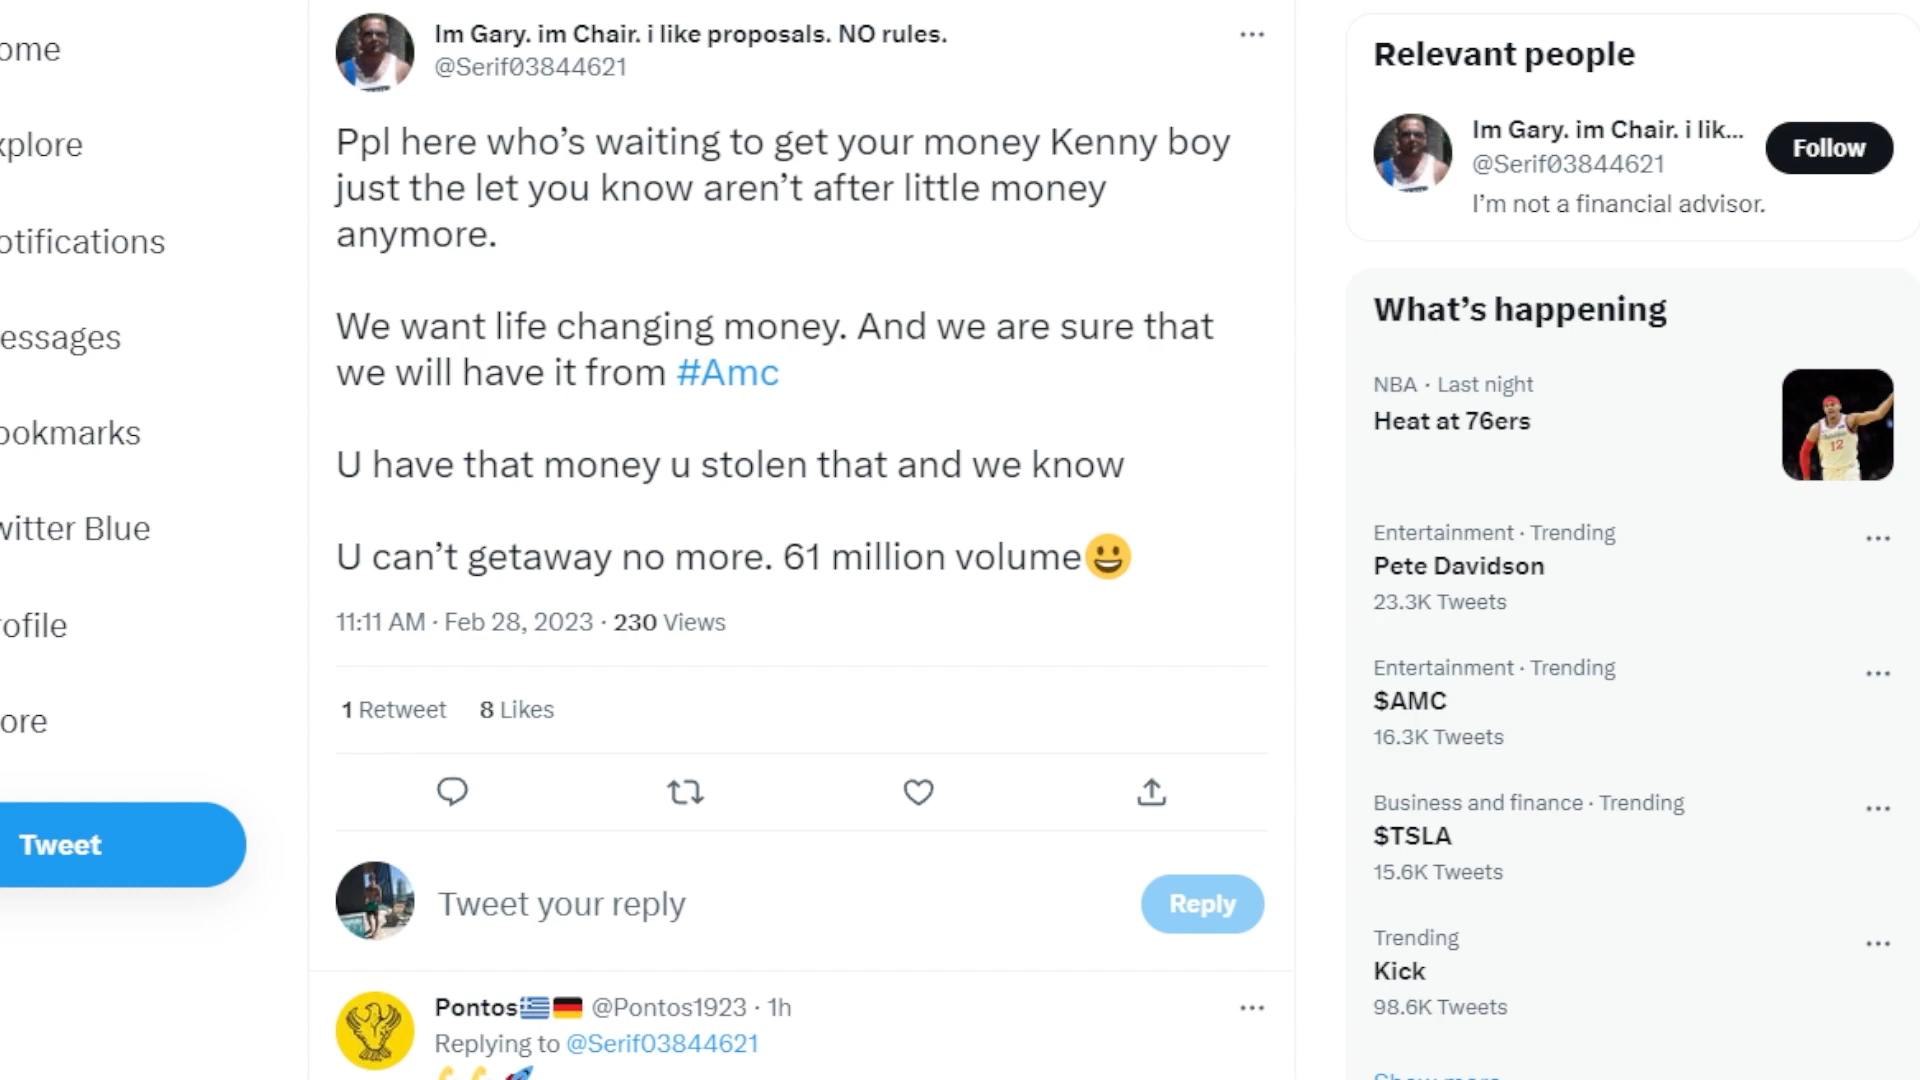 ome
xplore
otifications
essages
ookmarks
witter Blue
ofile
ore
Tweet
Im Gary. im Chair. i like proposals. NO rules.
@Serif03844621
Ppl here who’s waiting to get your money Kenny boy
just the let you know aren’t after little money
anymore.
We want life changing money. And we are sure that
we will have it from #Amc
U have that money u stolen that and we know
U can’t getaway no more. 61 million volume😀
11:11 AM · Feb 28, 2023 · 230 Views
1 Retweet 8 Likes
Tweet your reply
Reply
Pontos🇬🇷🇩🇪 @Pontos1923 · 1h
Replying to @Serif03844621
Relevant people
Im Gary. im Chair. i lik...
@Serif03844621
Follow
I’m not a financial advisor.
What’s happening
NBA · Last night
Heat at 76ers
12
Entertainment · Trending
Pete Davidson
23.3K Tweets
Entertainment · Trending
$AMC
16.3K Tweets
Business and finance · Trending
$TSLA
15.6K Tweets
Trending
Kick
98.6K Tweets
Show more